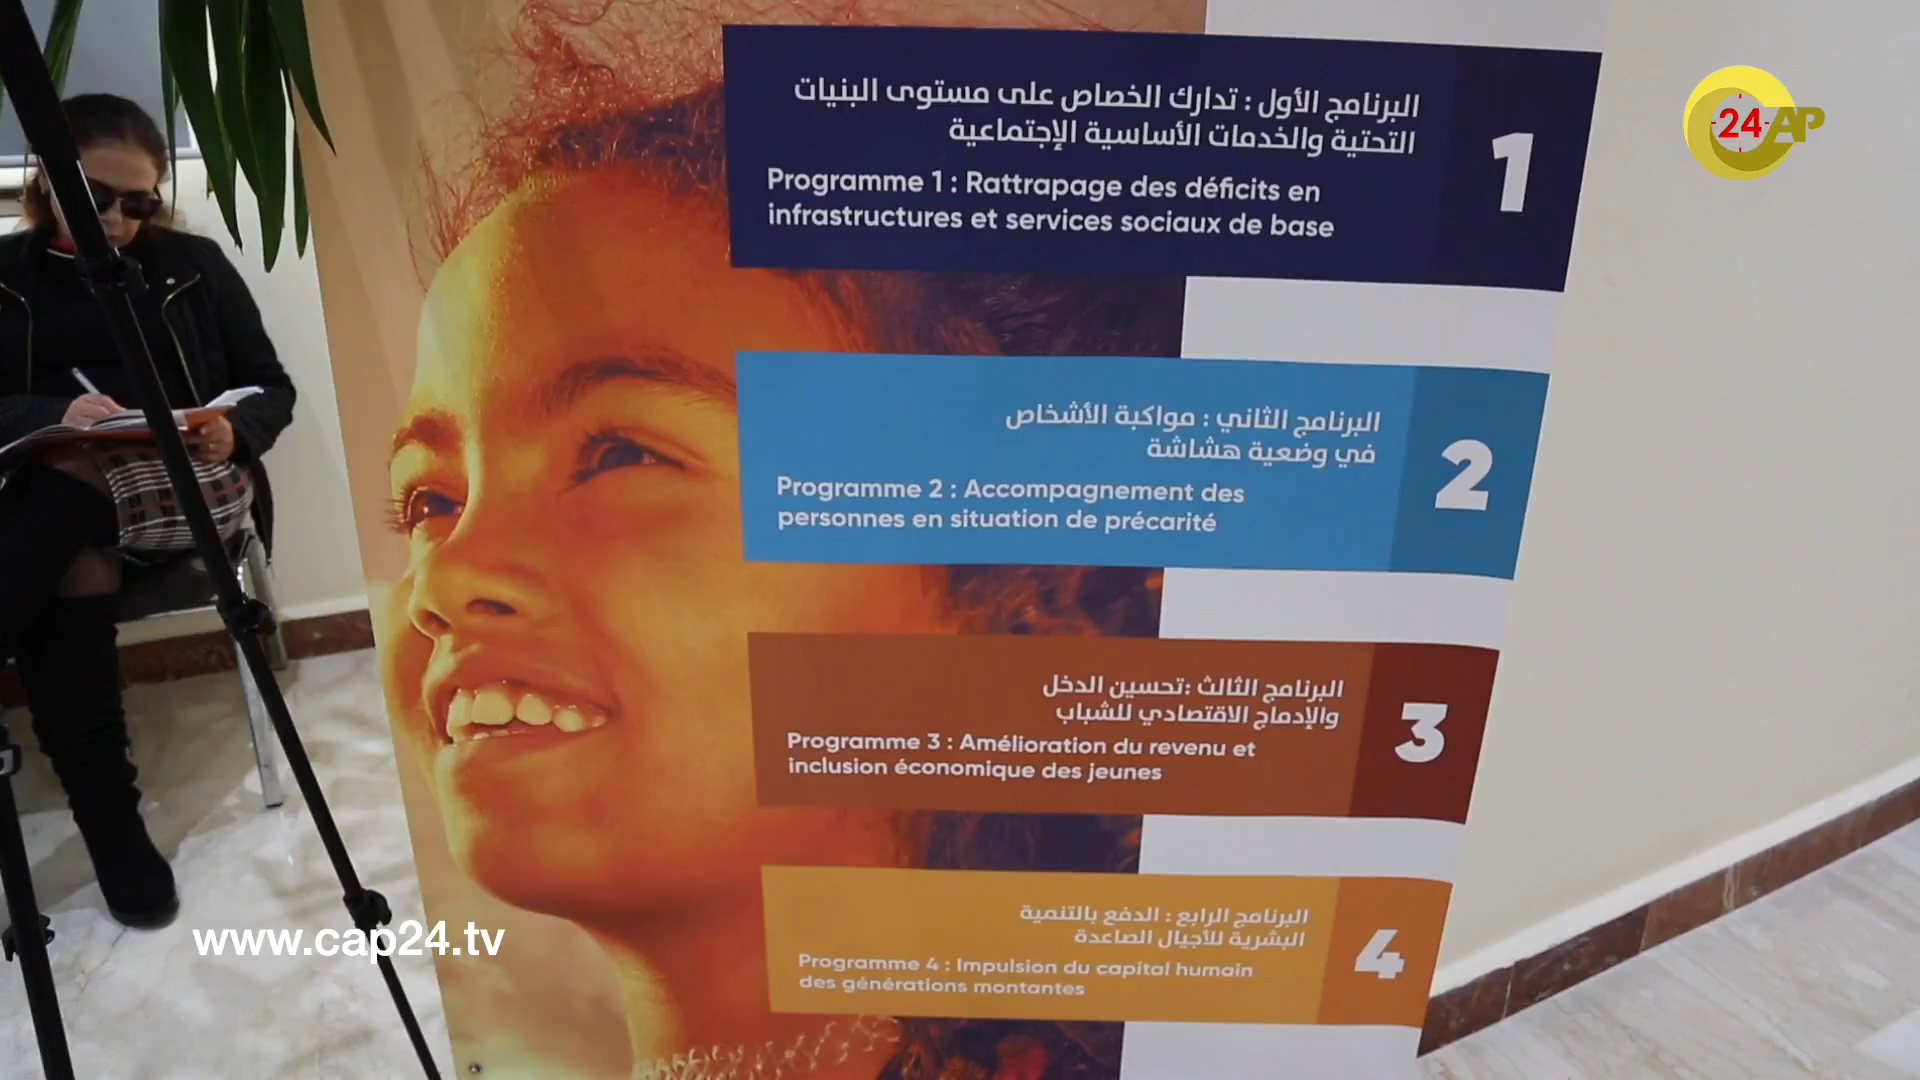 البرنامج الأول : تدارك الخصاص على مستوى البنيات
التحتية والخدمات الأساسية الإجتماعية
Programme 1 : Rattrapage des déficits en
infrastructures et services sociaux de base
1
البرنامج الثاني : مواكبة الأشخاص
في وضعية هشاشة
Programme 2 : Accompagnement des
personnes en situation de précarité
2
البرنامج الثالث :تحسين الدخل
والإدماج الاقتصادي للشباب
Programme 3 : Amélioration du revenu et
inclusion économique des jeunes
3
البرنامج الرابع : الدفع بالتنمية
البشرية للأجيال الصاعدة
Programme 4 : Impulsion du capital humain
des générations montantes
4
24 AP
www.cap24.tv